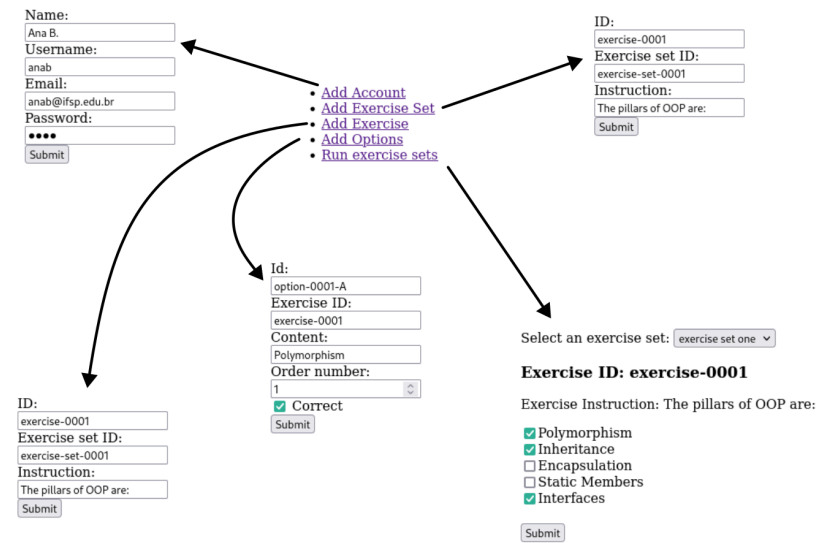 Name:
Ana B.
Username:
anab
Email:
anab@ifsp.edu.br
Password:
●●●●
Submit
Add Account
Add Exercise Set
Add Exercise
Add Options
Run exercise sets
ID:
exercise-0001
Exercise set ID:
exercise-set-0001
Instruction:
The pillars of OOP are:
Submit
ID:
exercise-0001
Exercise set ID:
exercise-set-0001
Instruction:
The pillars of OOP are:
Submit
Id:
option-0001-A
Exercise ID:
exercise-0001
Content:
Polymorphism
Order number:
1
Correct
Submit
Select an exercise set: exercise set one
Exercise ID: exercise-0001
Exercise Instruction: The pillars of OOP are:
Polymorphism
Inheritance
Encapsulation
Static Members
Interfaces
Submit